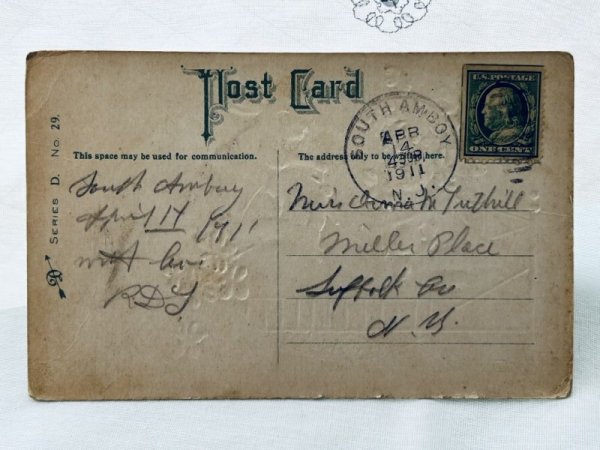 Post Card
U.S. POSTAGE
ONE CENT
SOUTH AMBOY
APR
14
1911
N.J.
This space may be used for communication.
The address only to be written here.
SERIES D. No. 29.
South Amboy
April 14 1911
with love
RDT
Miss M Tuthill
Miller Place
Suffolk Co
N.Y.